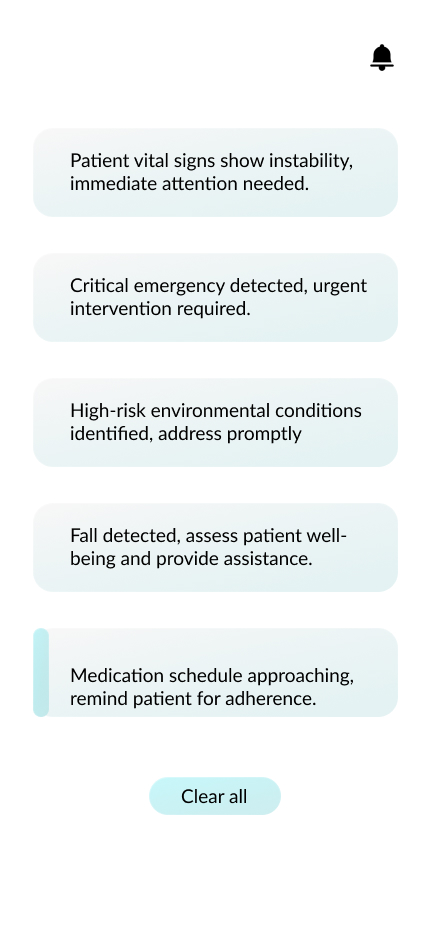 Patient vital signs show instability,
immediate attention needed.
Critical emergency detected, urgent
intervention required.
High-risk environmental conditions
identified, address promptly
Fall detected, assess patient well-
being and provide assistance.
Medication schedule approaching,
remind patient for adherence.
Clear all